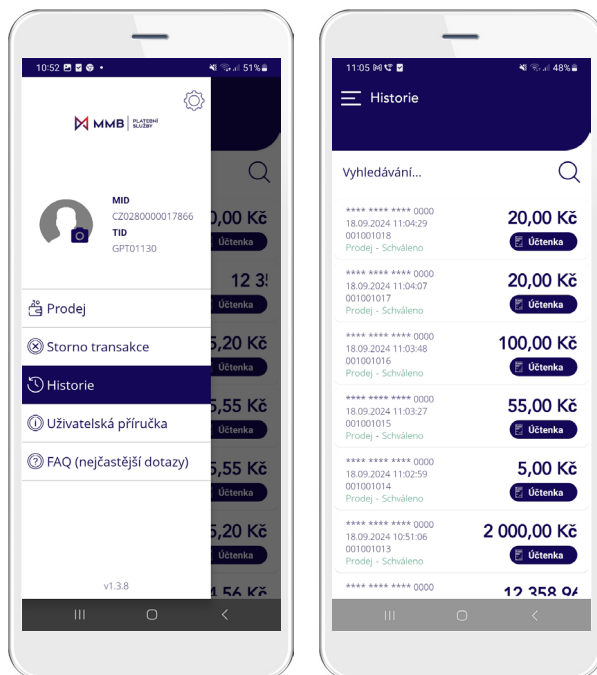 10:52
51%
MMB PLATEBNÍ SLUŽBY
MID
CZ0280000017866
TID
GPT01130
Prodej
Storno transakce
Historie
Uživatelská příručka
FAQ (nejčastější dotazy)
v1.3.8
0,00 Kč
Účtenka
12 3
Účtenka
5,20 Kč
Účtenka
5,55 Kč
Účtenka
5,55 Kč
Účtenka
5,20 Kč
Účtenka
4,56 Kč
11:05
48%
Historie
Vyhledávání...
**** **** **** 0000
18.09.2024 11:04:29
001001018
Prodej - Schváleno
20,00 Kč
Účtenka
**** **** **** 0000
18.09.2024 11:04:07
001001017
Prodej - Schváleno
20,00 Kč
Účtenka
**** **** **** 0000
18.09.2024 11:03:48
001001016
Prodej - Schváleno
100,00 Kč
Účtenka
**** **** **** 0000
18.09.2024 11:03:27
001001015
Prodej - Schváleno
55,00 Kč
Účtenka
**** **** **** 0000
18.09.2024 11:02:59
001001014
Prodej - Schváleno
5,00 Kč
Účtenka
**** **** **** 0000
18.09.2024 10:51:06
001001013
Prodej - Schváleno
2 000,00 Kč
Účtenka
**** **** **** 0000
12 358,96